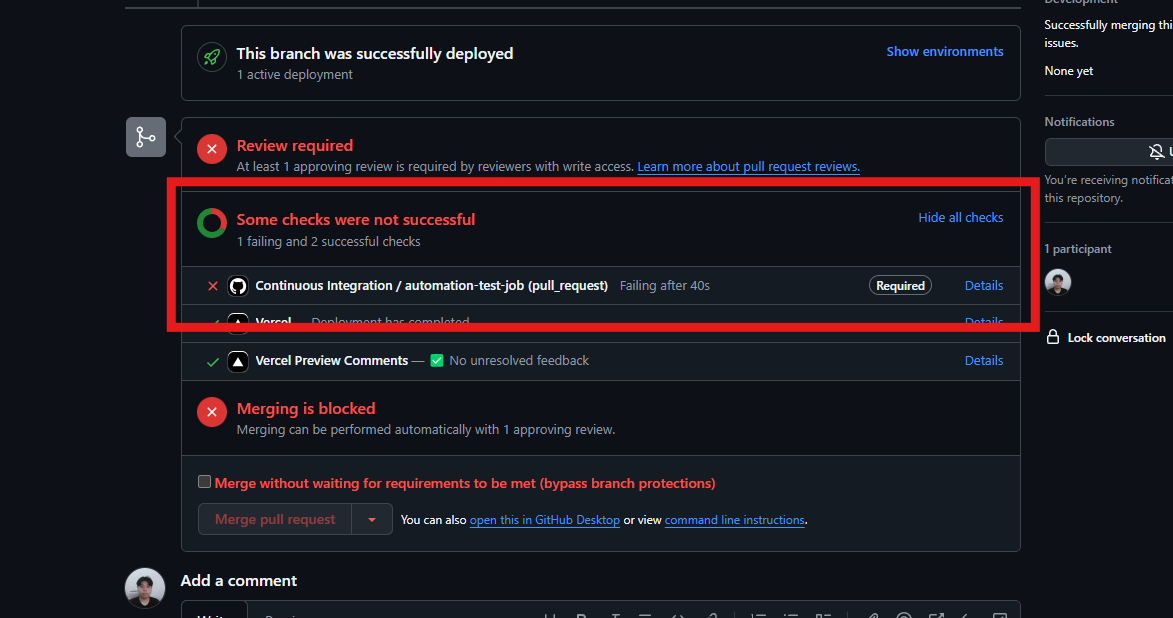 Development
This branch was successfully deployed
1 active deployment
Show environments
Successfully merging thi
issues.
None yet
Review required
At least 1 approving review is required by reviewers with write access. Learn more about pull request reviews.
Notifications
You're receiving notificat
this repository.
Some checks were not successful
1 failing and 2 successful checks
Hide all checks
1 participant
Continuous Integration / automation-test-job (pull_request) Failing after 40s
Required
Details
Vercel — Deployment has completed
Details
Lock conversation
Vercel Preview Comments — ✅ No unresolved feedback
Details
Merging is blocked
Merging can be performed automatically with 1 approving review.
Merge without waiting for requirements to be met (bypass branch protections)
Merge pull request
You can also open this in GitHub Desktop or view command line instructions.
Add a comment